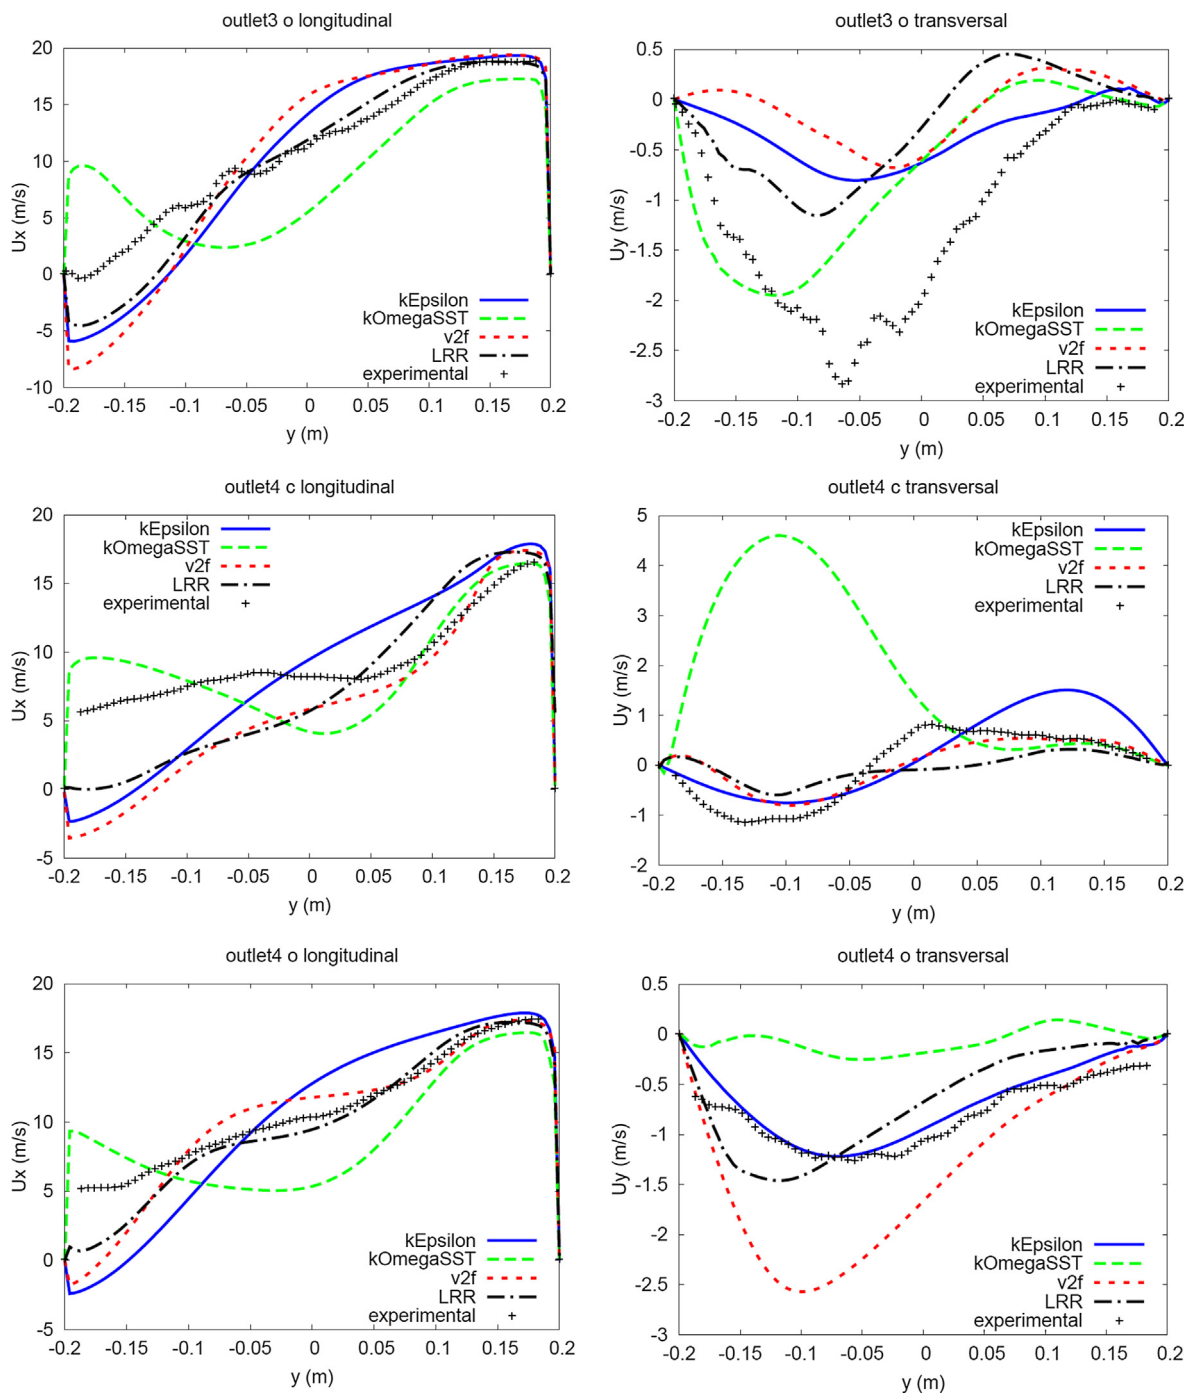 outlet3 o longitudinal
20
15
10
5
0
-5
-10
Ux (m/s)
kEpsilon
kOmegaSST
v2f
LRR
experimental
-0.2 -0.15 -0.1 -0.05 0 0.05 0.1 0.15 0.2
y (m)
outlet3 o transversal
0.5
0
-0.5
-1
-1.5
-2
-2.5
-3
Uy (m/s)
kEpsilon
kOmegaSST
v2f
LRR
experimental
-0.2 -0.15 -0.1 -0.05 0 0.05 0.1 0.15 0.2
y (m)
outlet4 c longitudinal
20
15
10
5
0
-5
Ux (m/s)
kEpsilon
kOmegaSST
v2f
LRR
experimental
-0.2 -0.15 -0.1 -0.05 0 0.05 0.1 0.15 0.2
y (m)
outlet4 c transversal
5
4
3
2
1
0
-1
-2
Uy (m/s)
kEpsilon
kOmegaSST
v2f
LRR
experimental
-0.2 -0.15 -0.1 -0.05 0 0.05 0.1 0.15 0.2
y (m)
outlet4 o longitudinal
20
15
10
5
0
-5
Ux (m/s)
kEpsilon
kOmegaSST
v2f
LRR
experimental
-0.2 -0.15 -0.1 -0.05 0 0.05 0.1 0.15 0.2
y (m)
outlet4 o transversal
0.5
0
-0.5
-1
-1.5
-2
-2.5
-3
Uy (m/s)
kEpsilon
kOmegaSST
v2f
LRR
experimental
-0.2 -0.15 -0.1 -0.05 0 0.05 0.1 0.15 0.2
y (m)